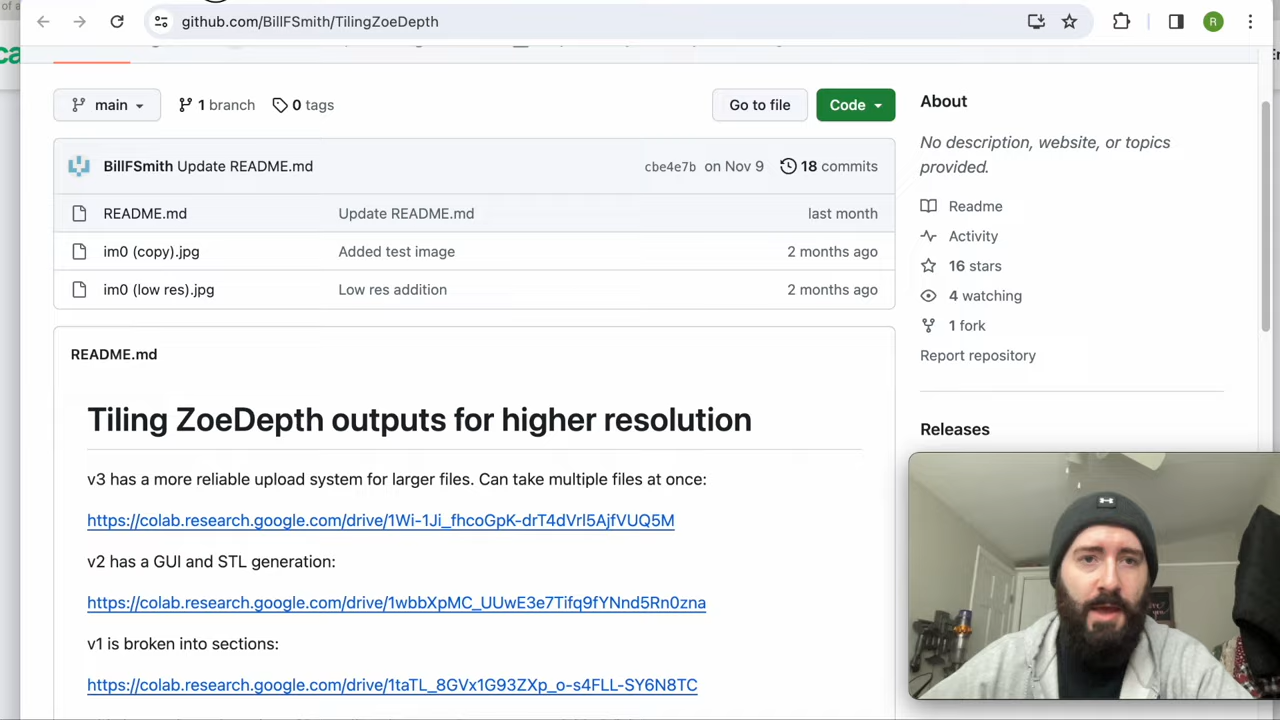 github.com/BillFSmith/TilingZoeDepth
R
main
1 branch
0 tags
Go to file
Code
BillFSmith Update README.md
cbe4e7b on Nov 9
18 commits
README.md
Update README.md
last month
im0 (copy).jpg
Added test image
2 months ago
im0 (low res).jpg
Low res addition
2 months ago
README.md
Tiling ZoeDepth outputs for higher resolution
v3 has a more reliable upload system for larger files. Can take multiple files at once:
https://colab.research.google.com/drive/1Wi-1Ji_fhcoGpK-drT4dVrl5AjfVUQ5M
v2 has a GUI and STL generation:
https://colab.research.google.com/drive/1wbbXpMC_UUwE3e7Tifq9fYNnd5Rn0zna
v1 is broken into sections:
https://colab.research.google.com/drive/1taTL_8GVx1G93ZXp_o-s4FLL-SY6N8TC
About
No description, website, or topics
provided.
Readme
Activity
16 stars
4 watching
1 fork
Report repository
Releases